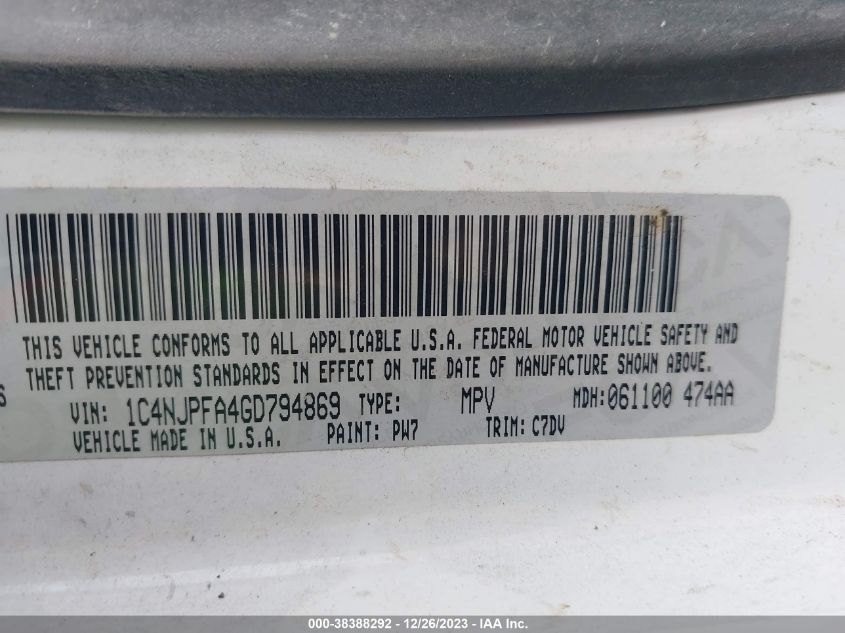 THIS VEHICLE CONFORMS TO ALL APPLICABLE U.S.A. FEDERAL MOTOR VEHICLE SAFETY AND
THEFT PREVENTION STANDARDS IN EFFECT ON THE DATE OF MANUFACTURE SHOWN ABOVE.
S
VIN: 1C4NJPFA4GD794869 TYPE: MPV MDH:061100 474AA
VEHICLE MADE IN U.S.A. PAINT: PW7 TRIM: C7DV
000-38388292 - 12/26/2023 - IAA Inc.